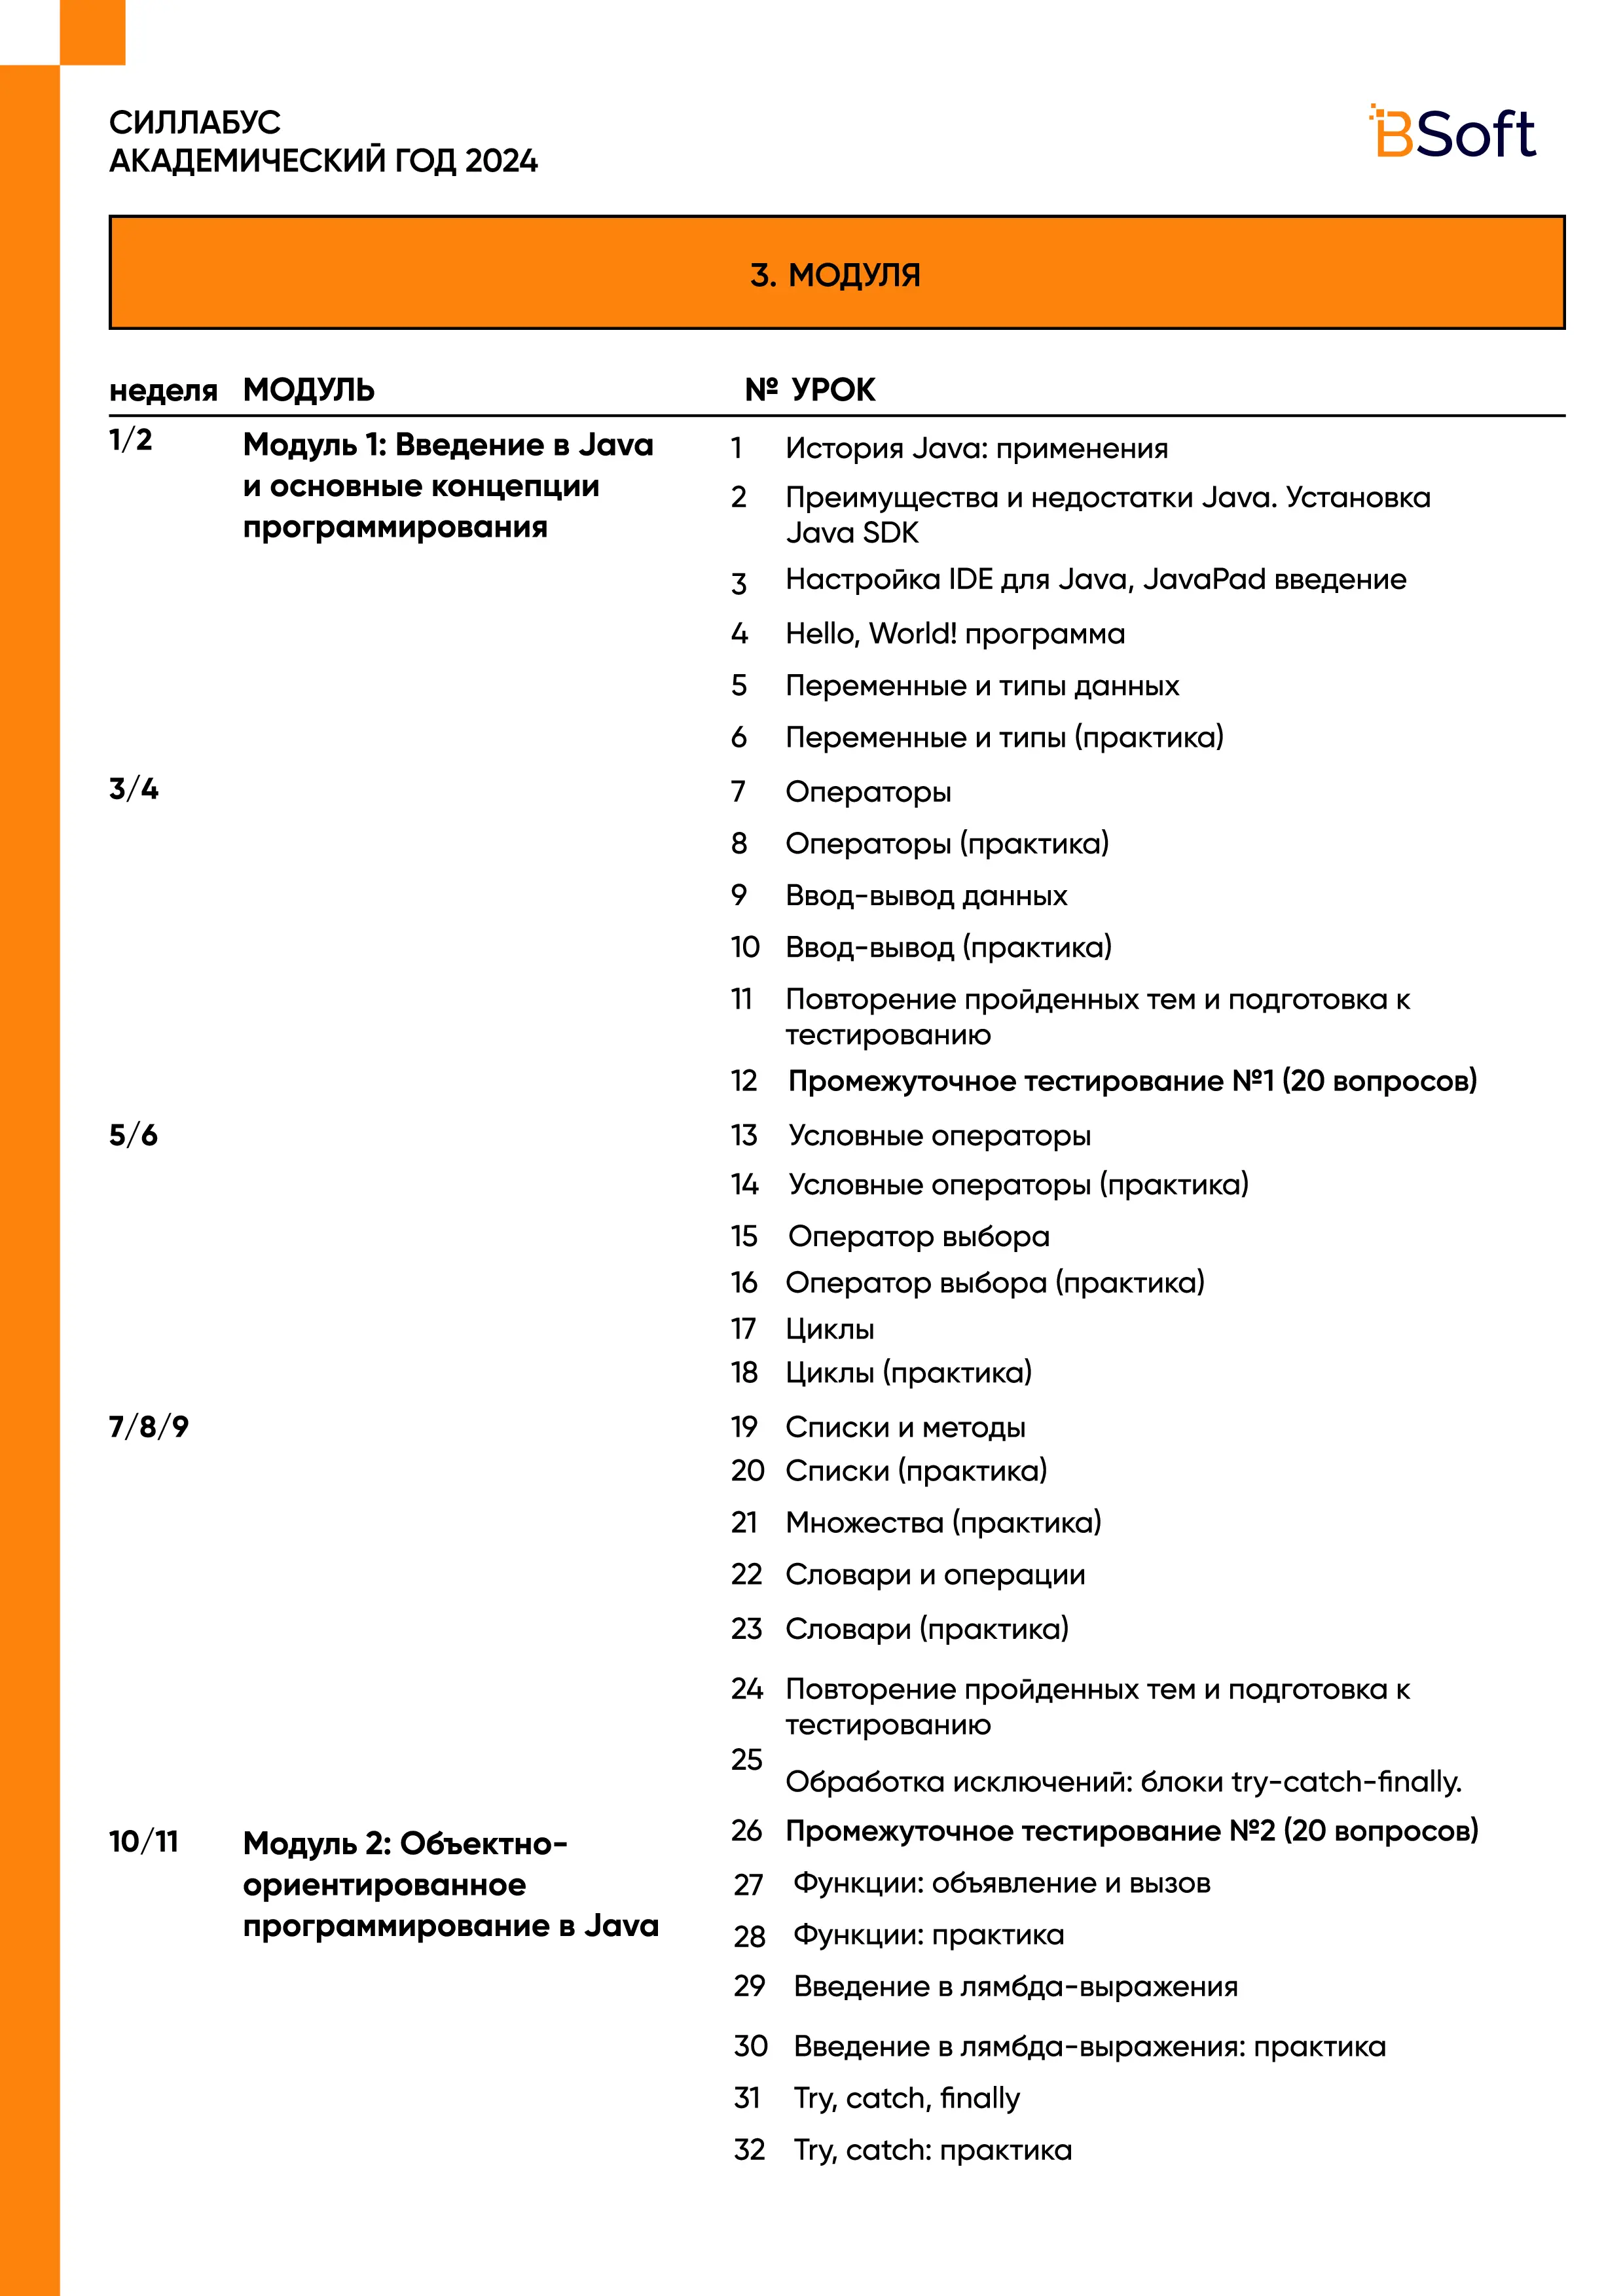 СИЛЛАБУС
АКАДЕМИЧЕСКИЙ ГОД 2024
BSoft
3. МОДУЛЯ
неделя МОДУЛЬ № УРОК
1/2 Модуль 1: Введение в Java 1 История Java: применения
и основные концепции 2 Преимущества и недостатки Java. Установка
программирования Java SDK
3 Настройка IDE для Java, JavaPad введение
4 Hello, World! программа
5 Переменные и типы данных
6 Переменные и типы (практика)
3/4 7 Операторы
8 Операторы (практика)
9 Ввод-вывод данных
10 Ввод-вывод (практика)
11 Повторение пройденных тем и подготовка к
тестированию
12 Промежуточное тестирование №1 (20 вопросов)
5/6 13 Условные операторы
14 Условные операторы (практика)
15 Оператор выбора
16 Оператор выбора (практика)
17 Циклы
18 Циклы (практика)
7/8/9 19 Списки и методы
20 Списки (практика)
21 Множества (практика)
22 Словари и операции
23 Словари (практика)
24 Повторение пройденных тем и подготовка к
тестированию
25 Обработка исключений: блоки try-catch-finally.
10/11 Модуль 2: Объектно- 26 Промежуточное тестирование №2 (20 вопросов)
ориентированное 27 Функции: объявление и вызов
программирование в Java 28 Функции: практика
29 Введение в лямбда-выражения
30 Введение в лямбда-выражения: практика
31 Try, catch, finally
32 Try, catch: практика